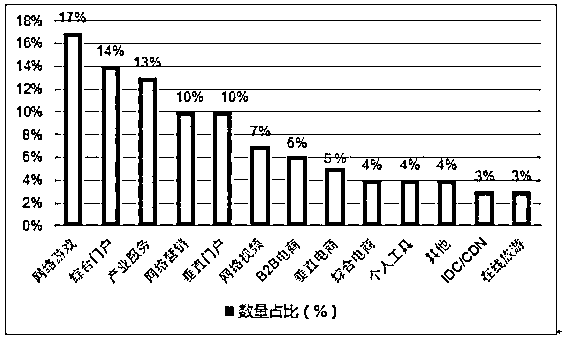 18%
16%
14%
12%
10%
8%
6%
4%
2%
0%
17%
14%
13%
10%
10%
7%
6%
5%
4%
4%
4%
3%
3%
网络游戏
综合门户
产业服务
网络营销
垂直门户
网络视频
B2B电商
垂直电商
综合电商
个人工具
其他
IDC/CDN
在线旅游
■数量占比（%）